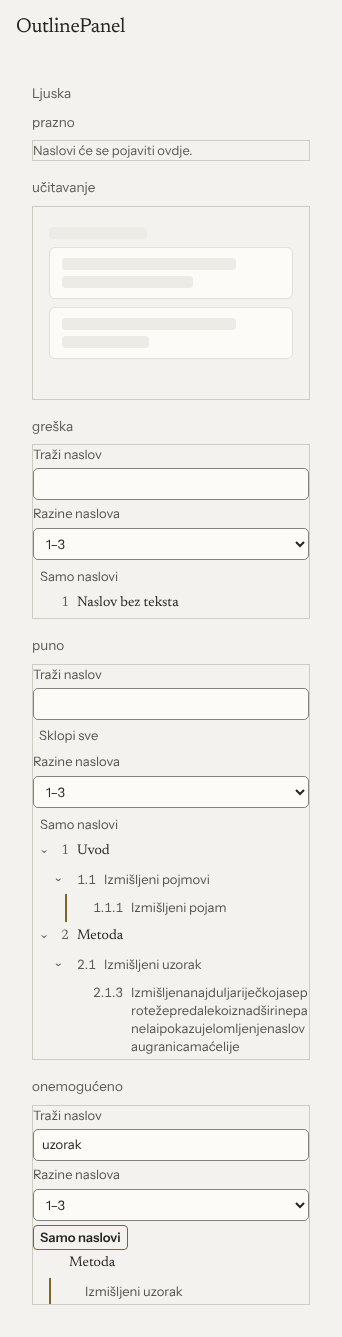 OutlinePanel
Ljuska
prazno
Naslovi će se pojaviti ovdje.
učitavanje
greška
Traži naslov
Razine naslova
1–3
Samo naslovi
1 Naslov bez teksta
puno
Traži naslov
Sklopi sve
Razine naslova
1–3
Samo naslovi
1 Uvod
1.1 Izmišljeni pojmovi
1.1.1 Izmišljeni pojam
2 Metoda
2.1 Izmišljeni uzorak
2.1.3 Izmišljenanajduljariječkojasep
rotežepredalekoiznadširinepa
nelaipokazujelomljenjenaslov
augranicamaćelije
onemogućeno
Traži naslov
uzorak
Razine naslova
1–3
Samo naslovi
Metoda
Izmišljeni uzorak